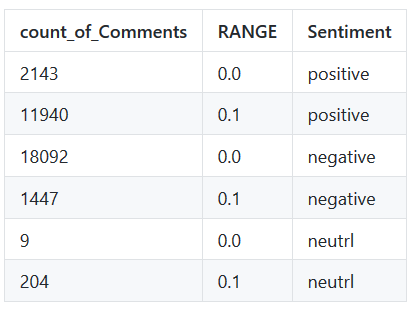 count_of_Comments RANGE Sentiment
2143 0.0 positive
11940 0.1 positive
18092 0.0 negative
1447 0.1 negative
9 0.0 neutrl
204 0.1 neutrl